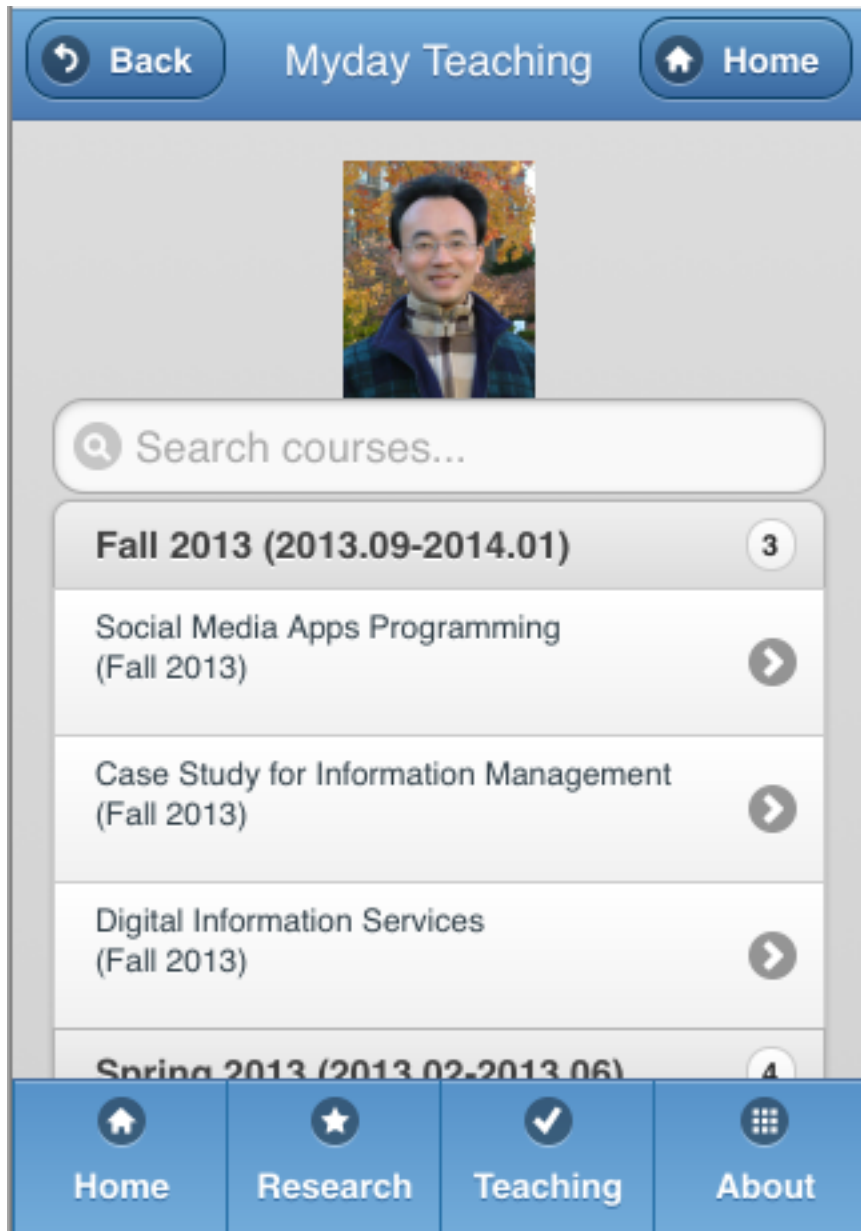 Back
Myday Teaching
Home
Search courses...
Fall 2013 (2013.09-2014.01)
3
Social Media Apps Programming
(Fall 2013)
Case Study for Information Management
(Fall 2013)
Digital Information Services
(Fall 2013)
Spring 2013 (2013.02-2013.06)
4
Home
Research
Teaching
About